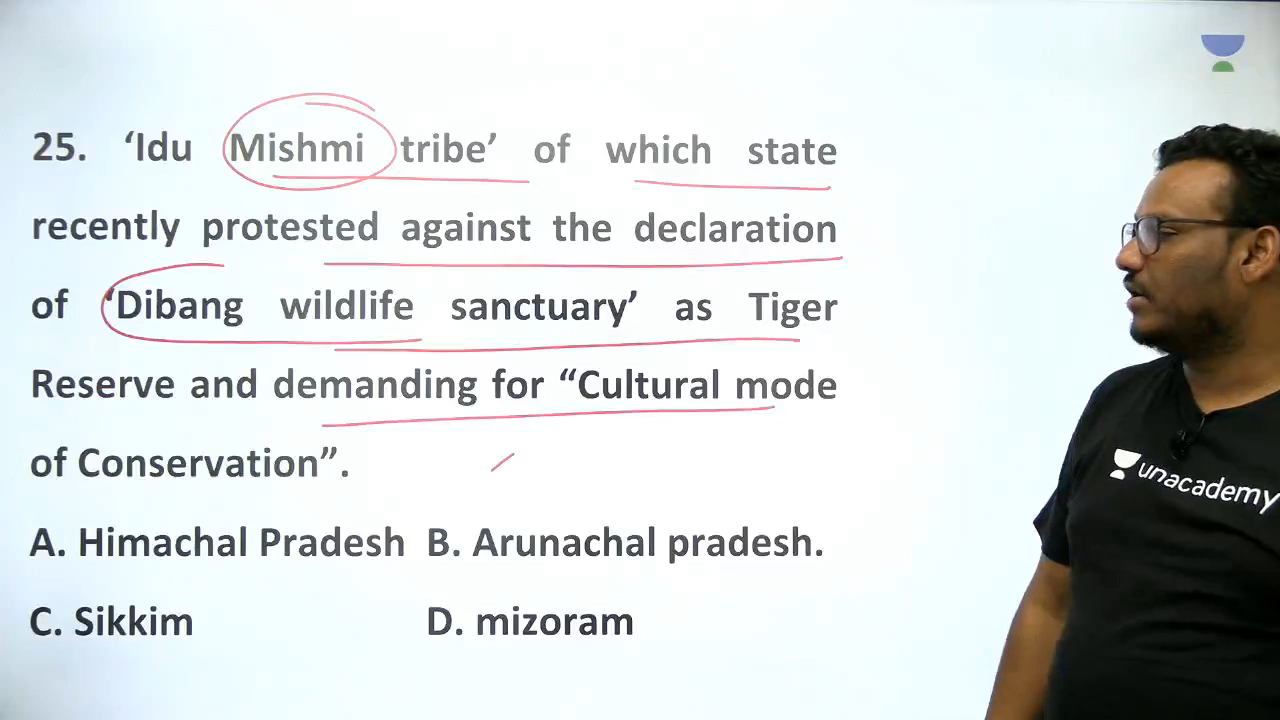 25. ‘Idu Mishmi tribe’ of which state
recently protested against the declaration
of ‘Dibang wildlife sanctuary’ as Tiger
Reserve and demanding for “Cultural mode
of Conservation”.
A. Himachal Pradesh B. Arunachal pradesh.
C. Sikkim D. mizoram
unacademy